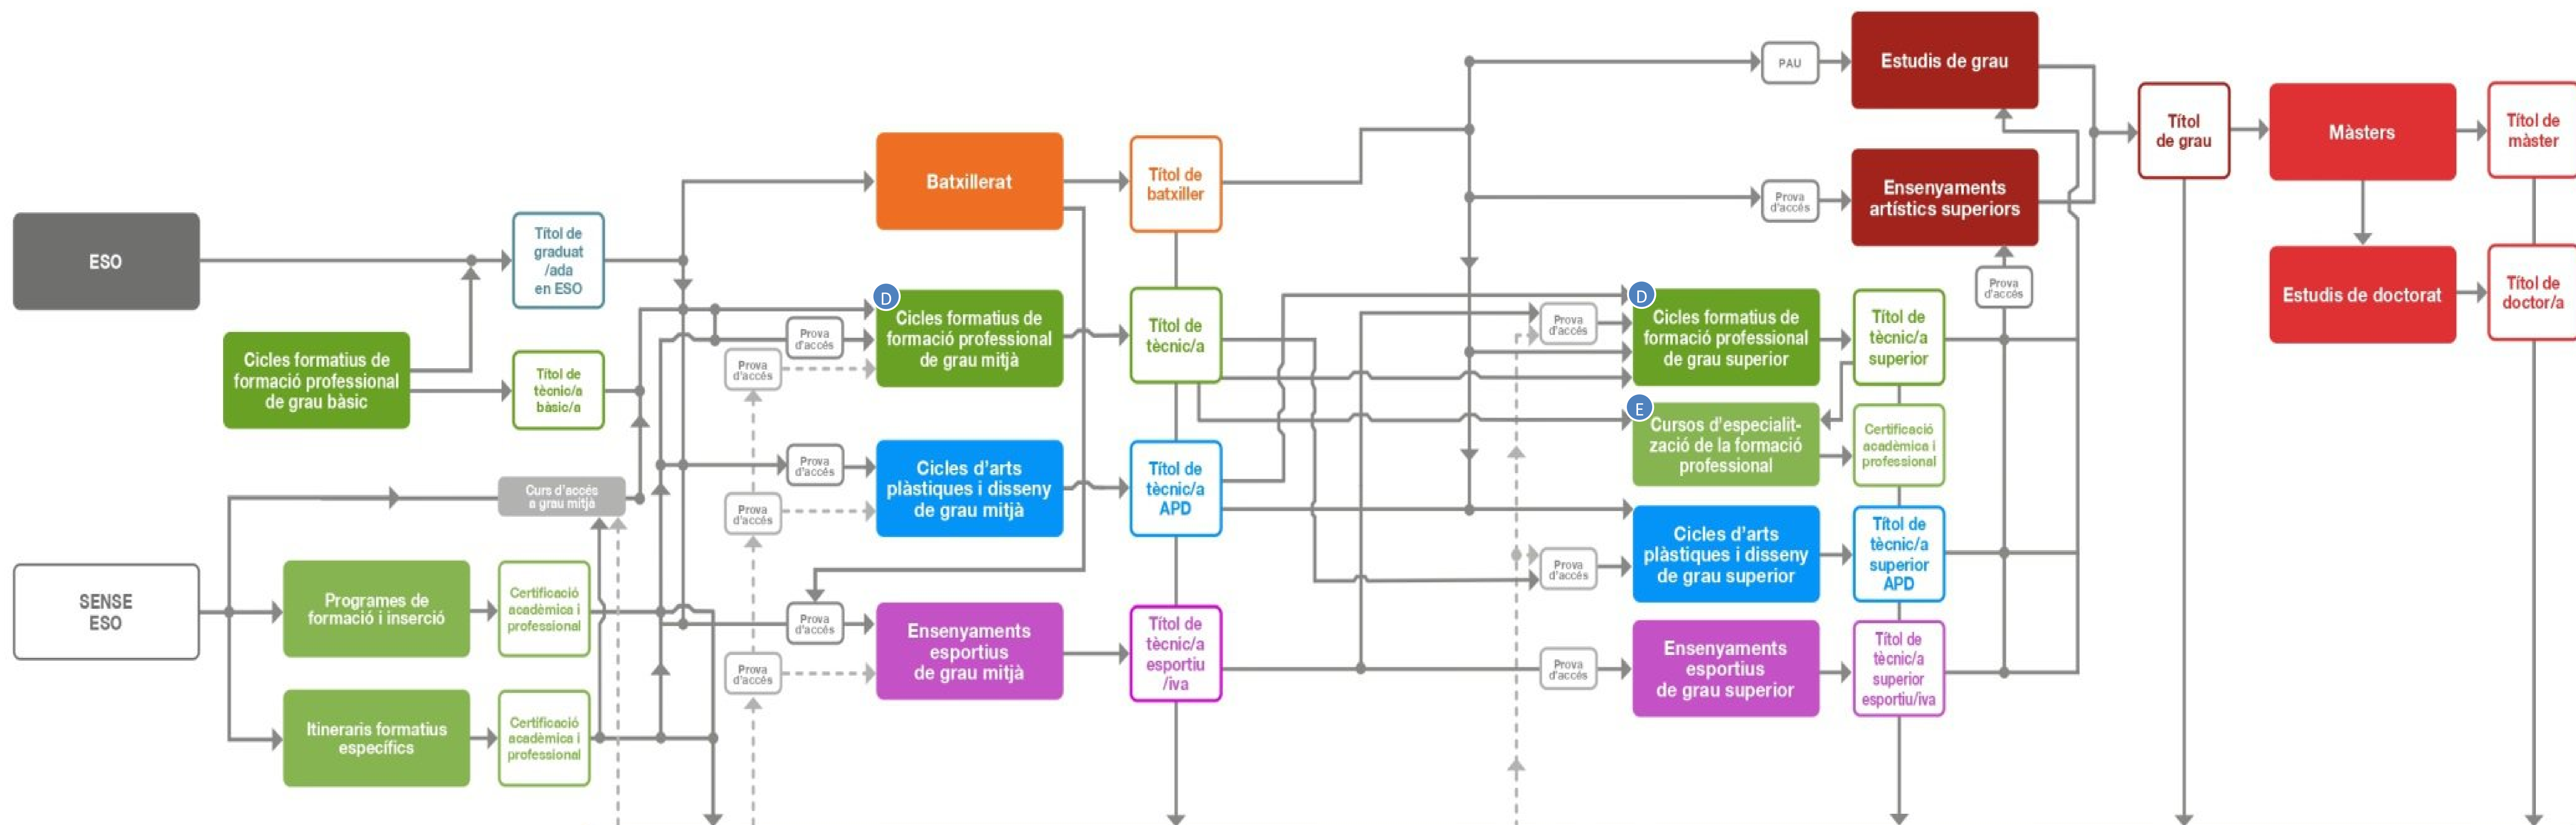 ESO
Cicles formatius de
formació professional
de grau bàsic
SENSE
ESO
Programes de
formació i inserció
Itineraris formatius
específics
Títol de
graduat
/ada
en ESO
Títol de
tècnic/a
bàsic/a
Curs d'accés
a grau mitjà
Certificació
acadèmica i
professional
Certificació
acadèmica i
professional
Prova
d'accés
Prova
d'accés
Prova
d'accés
Prova
d'accés
Prova
d'accés
Prova
d'accés
Batxillerat
D
Cicles formatius de
formació professional
de grau mitjà
Cicles d'arts
plàstiques i disseny
de grau mitjà
Ensenyaments
esportius
de grau mitjà
Títol de
batxiller
Títol de
tècnic/a
Títol de
tècnic/a
APD
Títol de
tècnic/a
esportiu
/iva
PAU
Prova
d'accés
Prova
d'accés
Prova
d'accés
Prova
d'accés
Estudis de grau
Ensenyaments
artístics superiors
Prova
d'accés
D
Cicles formatius de
formació professional
de grau superior
E
Cursos d'especialit-
zació de la formació
professional
Cicles d'arts
plàstiques i disseny
de grau superior
Ensenyaments
esportius
de grau superior
Títol de
tècnic/a
superior
Certificació
acadèmica i
professional
Títol de
tècnic/a
superior
APD
Títol de
tècnic/a
superior
esportiu/iva
Títol
de grau
Màsters
Títol de
màster
Estudis de doctorat
Títol de
doctor/a